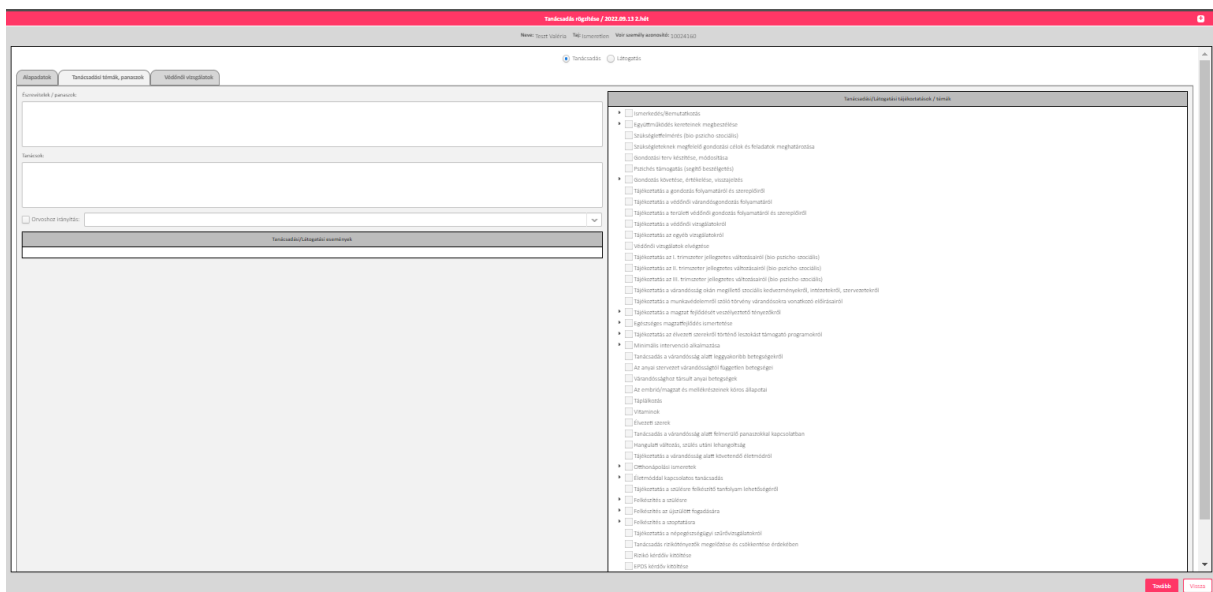 Tanácsadás rögzítése / 2022.09.13 2.hét
Neve: Teszt Valéria Taj: Ismeretlen Védir személy azonosító: 10024160
Tanácsadás Látogatás
Alapadatok Tanácsadási témák, panaszok Védőnői vizsgálatok
Észrevételek / panaszok:
Tanácsok:
Orvoshoz irányítás:
Tanácsadási/Látogatási események
Tanácsadási/Látogatási tájékoztatások / témák
Ismerkedés/Bemutatkozás
Együttműködés kereteinek megbeszélése
Szükségletfelmérés (bio-pszicho-szociális)
Szükségleteknek megfelelő gondozási célok és feladatok meghatározása
Gondozási terv készítése, módosítása
Pszichés támogatás (segítő beszélgetés)
Gondozás követése, értékelése, visszajelzés
Tájékoztatás a gondozás folyamatáról és szereplőiről
Tájékoztatás a védőnői várandósgondozás folyamatáról
Tájékoztatás a területi védőnői gondozás folyamatáról és szereplőiről
Tájékoztatás a védőnői vizsgálatokról
Tájékoztatás az egyéb vizsgálatokról
Védőnői vizsgálatok elvégzése
Tájékoztatás az I. trimeszter jellegzetes változásairól (bio-pszicho-szociális)
Tájékoztatás az II. trimeszter jellegzetes változásairól (bio-pszicho-szociális)
Tájékoztatás az III. trimeszter jellegzetes változásairól (bio-pszicho-szociális)
Tájékoztatás a várandósság okán megillető szociális kedvezményekről, intézetekről, szervezetekről
Tájékoztatás a munkavédelemről szóló törvény várandósokra vonatkozó előírásairól
Tájékoztatás a magzat fejlődését veszélyeztető tényezőkről
Egészséges magzatfejlődés ismertetése
Tájékoztatás az élvezeti szerekről történő leszokást támogató programokról
Minimális intervenció alkalmazása
Tanácsadás a várandósság alatt leggyakoribb betegségekről
Az anyai szervezet várandósságtól független betegségei
Várandóssághoz társult anyai betegségek
Az embrió/magzat és mellékrészeinek kóros állapotai
Táplálkozás
Vitaminok
Élvezeti szerek
Tanácsadás a várandósság alatt felmerülő panaszokkal kapcsolatban
Hangulati változás, szülés utáni lehangoltság
Tájékoztatás a várandósság alatt követendő életmódról
Otthonápolási ismeretek
Életmóddal kapcsolatos tanácsadás
Tájékoztatás a szülésre felkészítő tanfolyam lehetőségéről
Felkészítés a szülésre
Felkészítés az újszülött fogadására
Felkészítés a szoptatásra
Tájékoztatás a népegészségügyi szűrővizsgálatokról
Tanácsadás rizikótényezők megelőzése és csökkentése érdekében
Rizikó kérdőív kitöltése
EPDS kérdőív kitöltése
Tovább Vissza